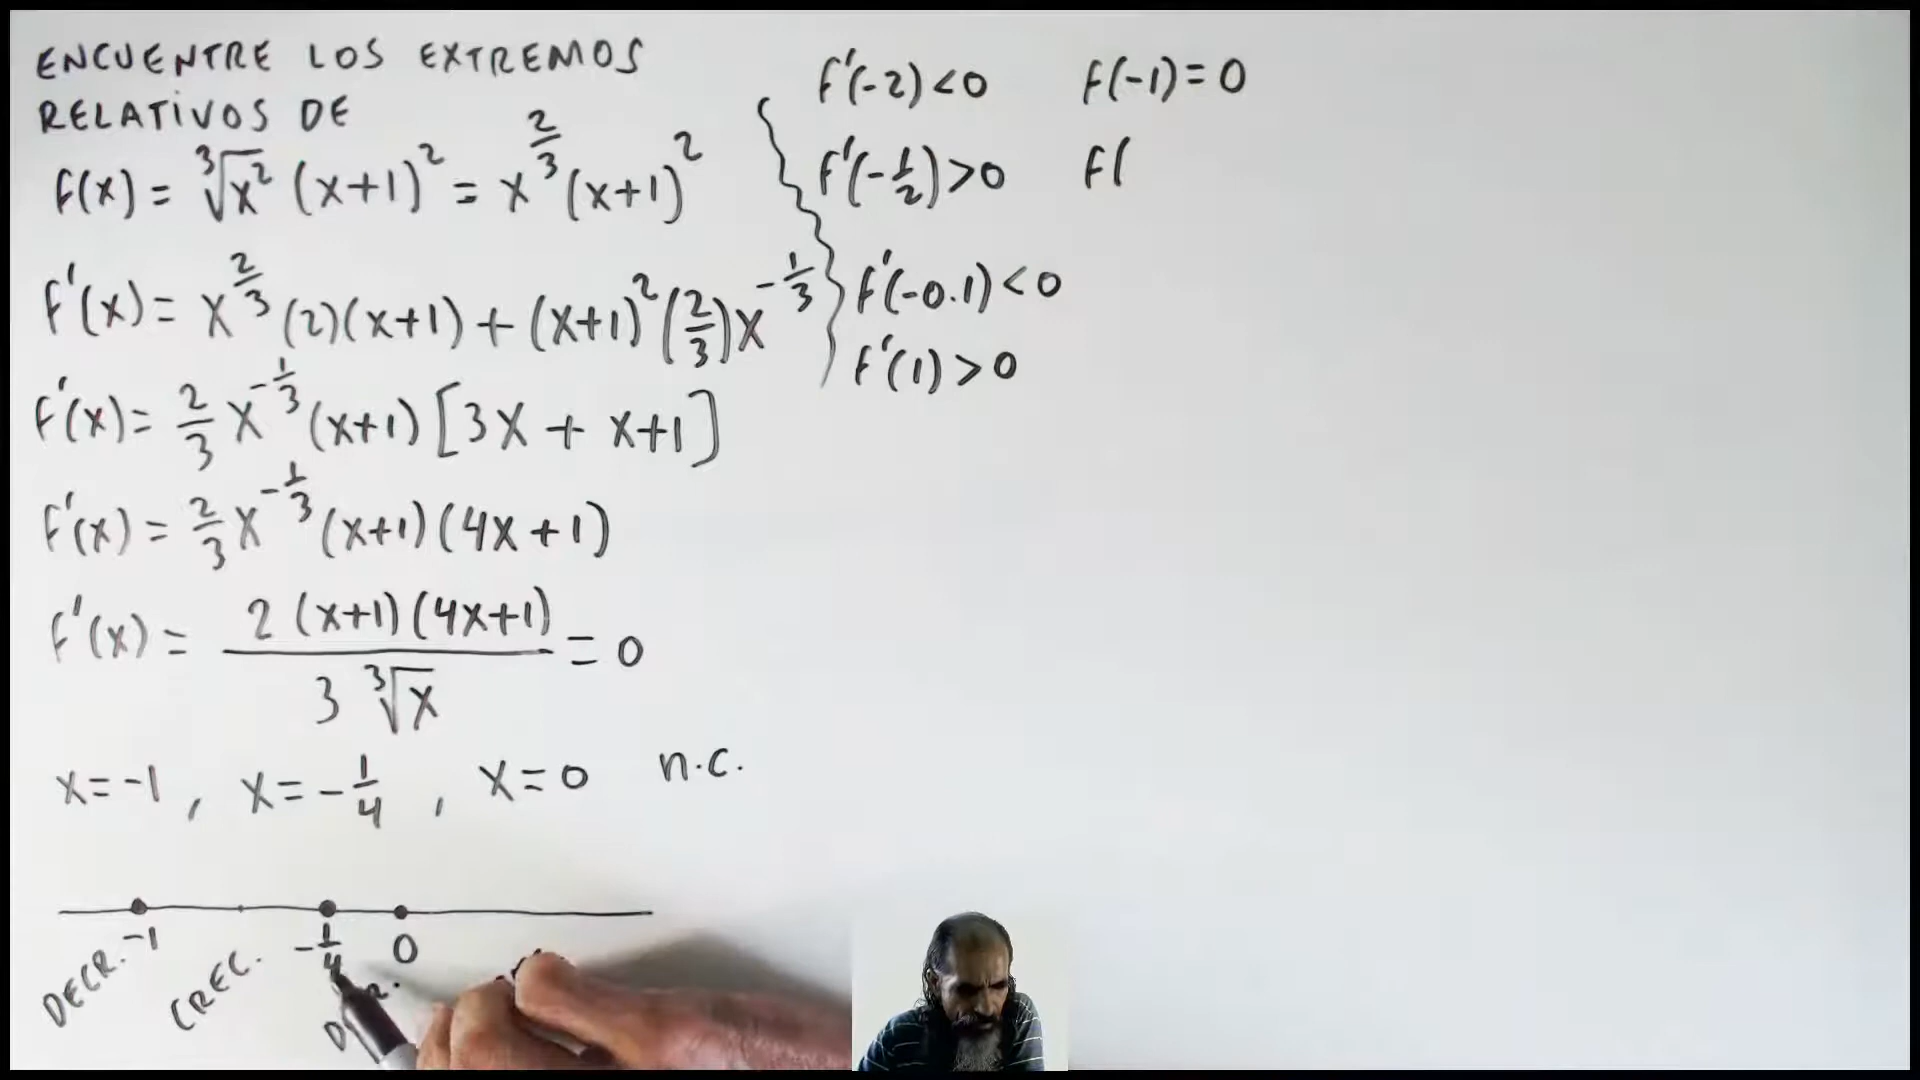 ENCUENTRE LOS EXTREMOS
RELATIVOS DE
f(x) = ∛x² (x+1)² = x^(2/3) (x+1)²
f'(x) = x^(2/3) (2)(x+1) + (x+1)² (2/3) x^(-1/3)
f'(x) = 2/3 x^(-1/3) (x+1) [3x + x+1]
f'(x) = 2/3 x^(-1/3) (x+1)(4x+1)
f'(x) = 2(x+1)(4x+1) / 3∛x = 0
x=-1, x=-1/4, x=0 n.c.
-1 -1/4 0
DECR. CREC.
f'(-2)<0 f(-1)=0
f'(-1/2)>0 f(
f'(-0.1)<0
f'(1)>0